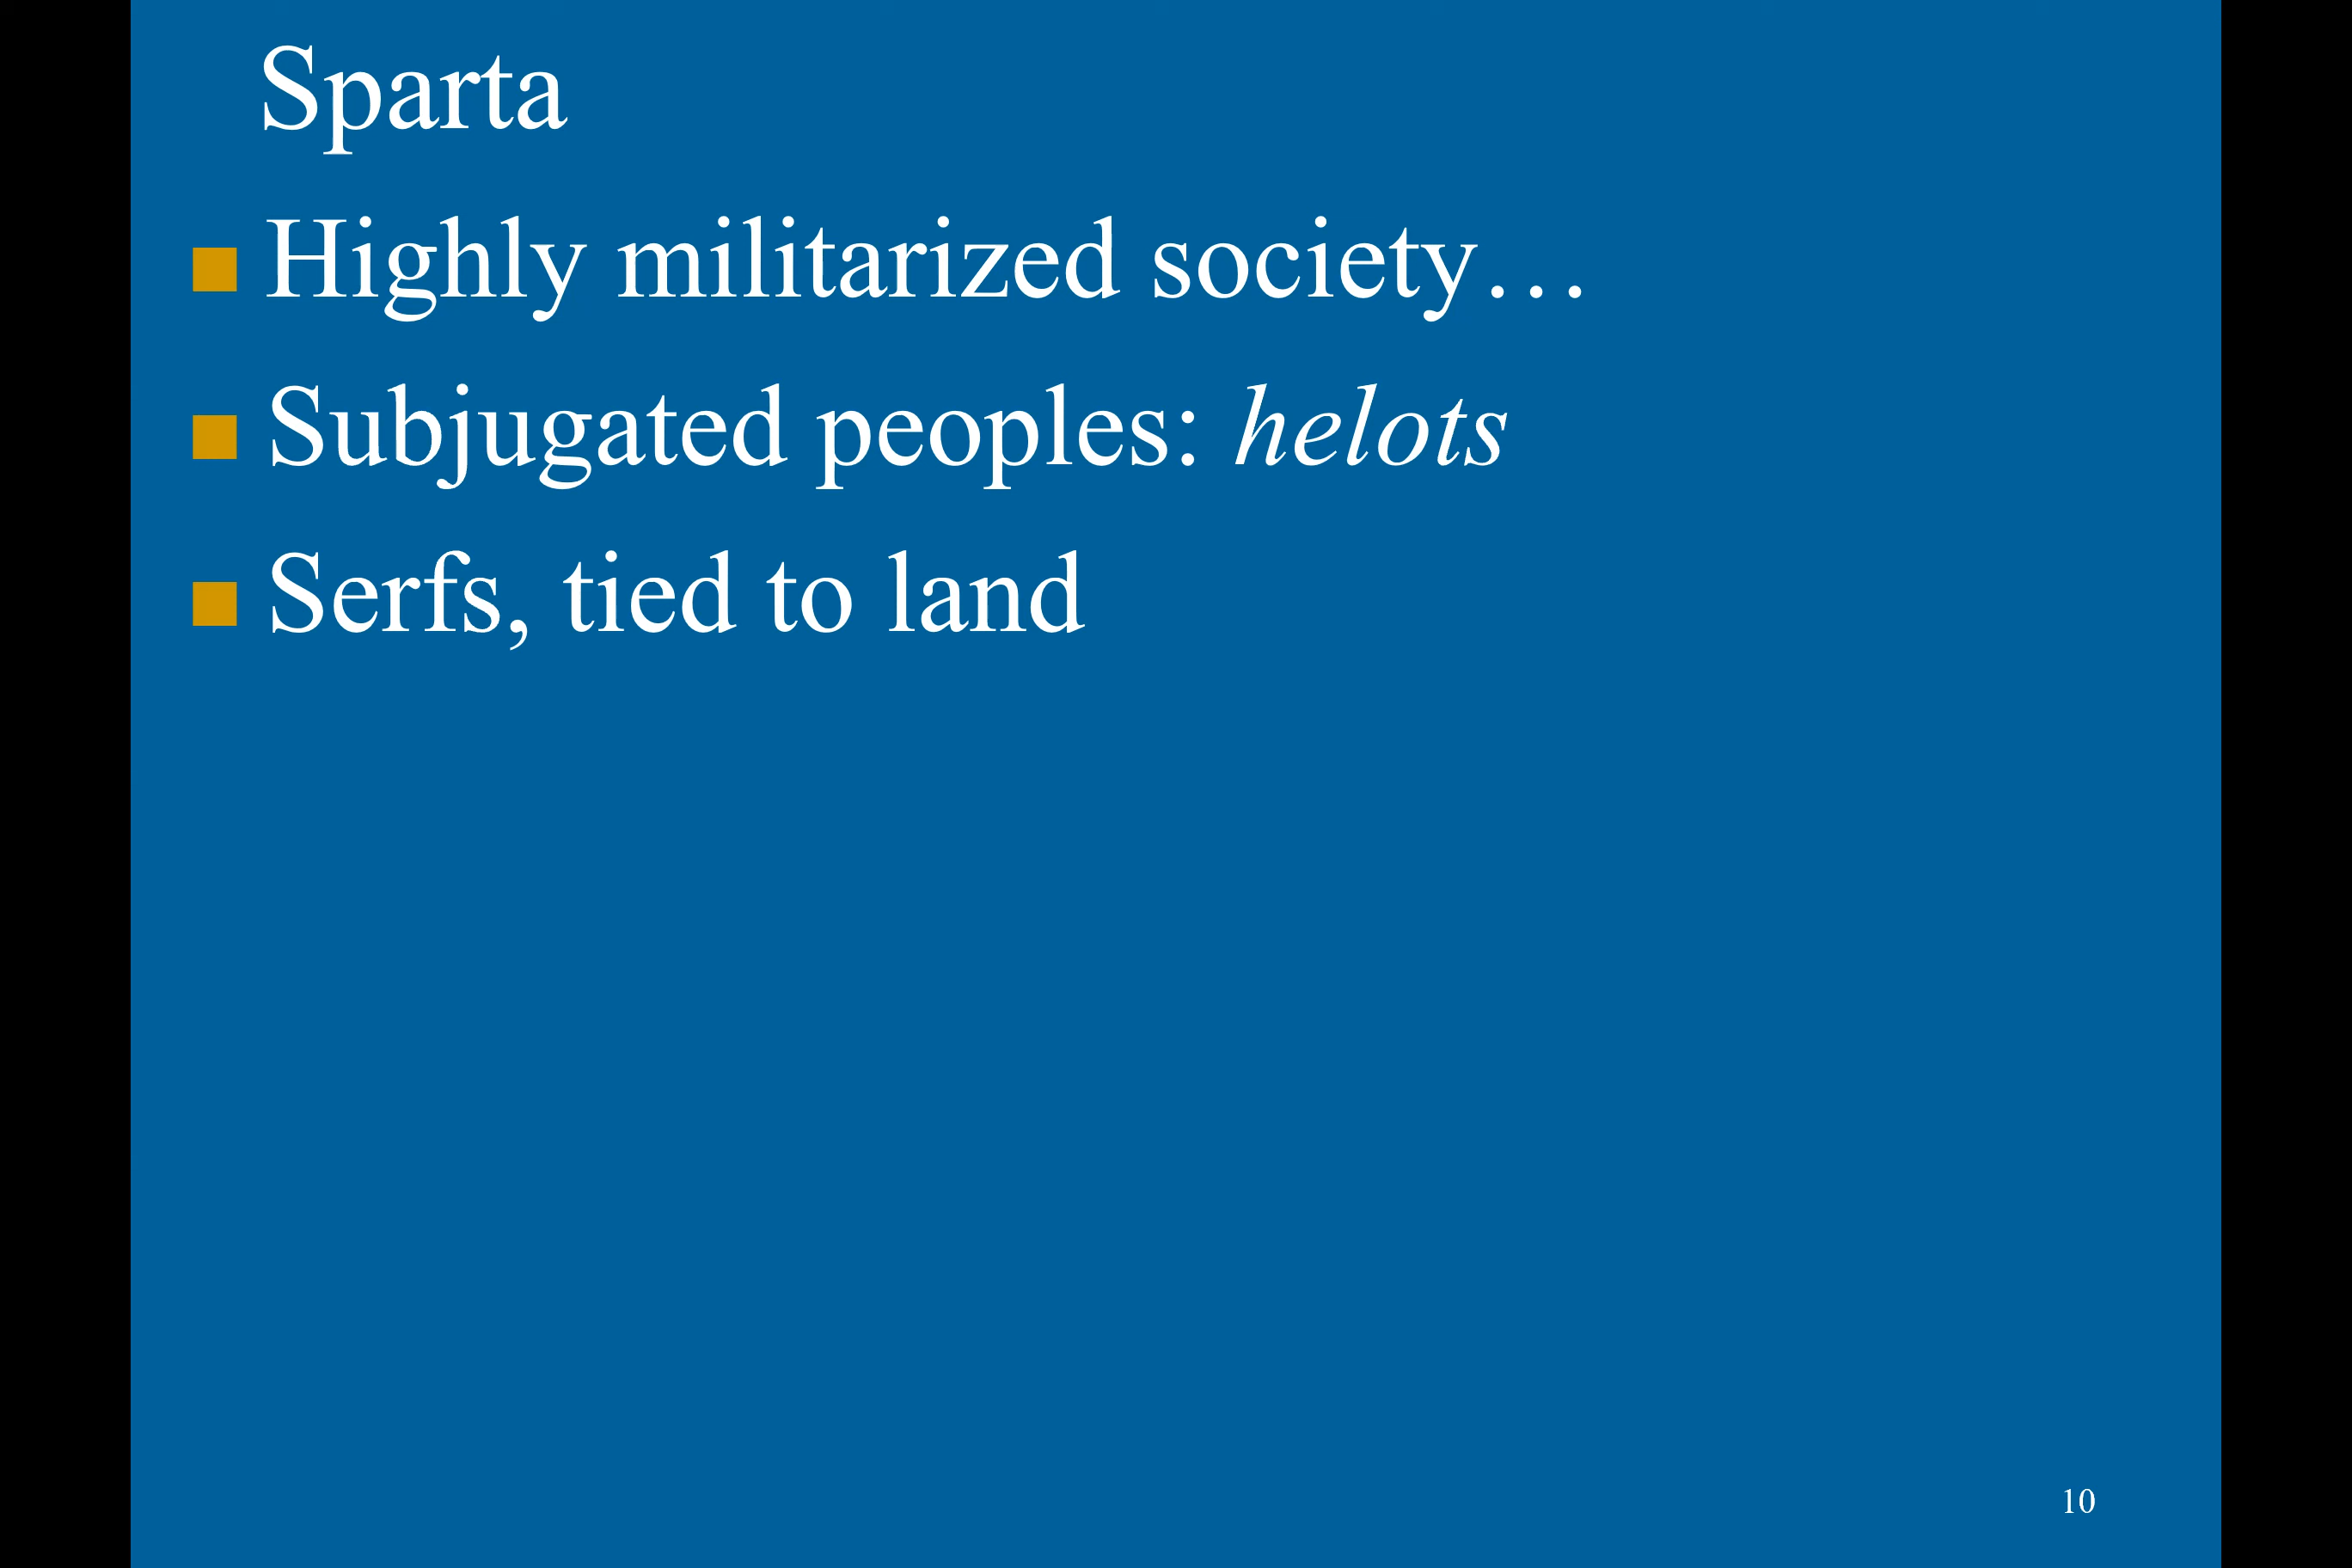 Sparta
Highly militarized society…
Subjugated peoples: helots
Serfs, tied to land
10